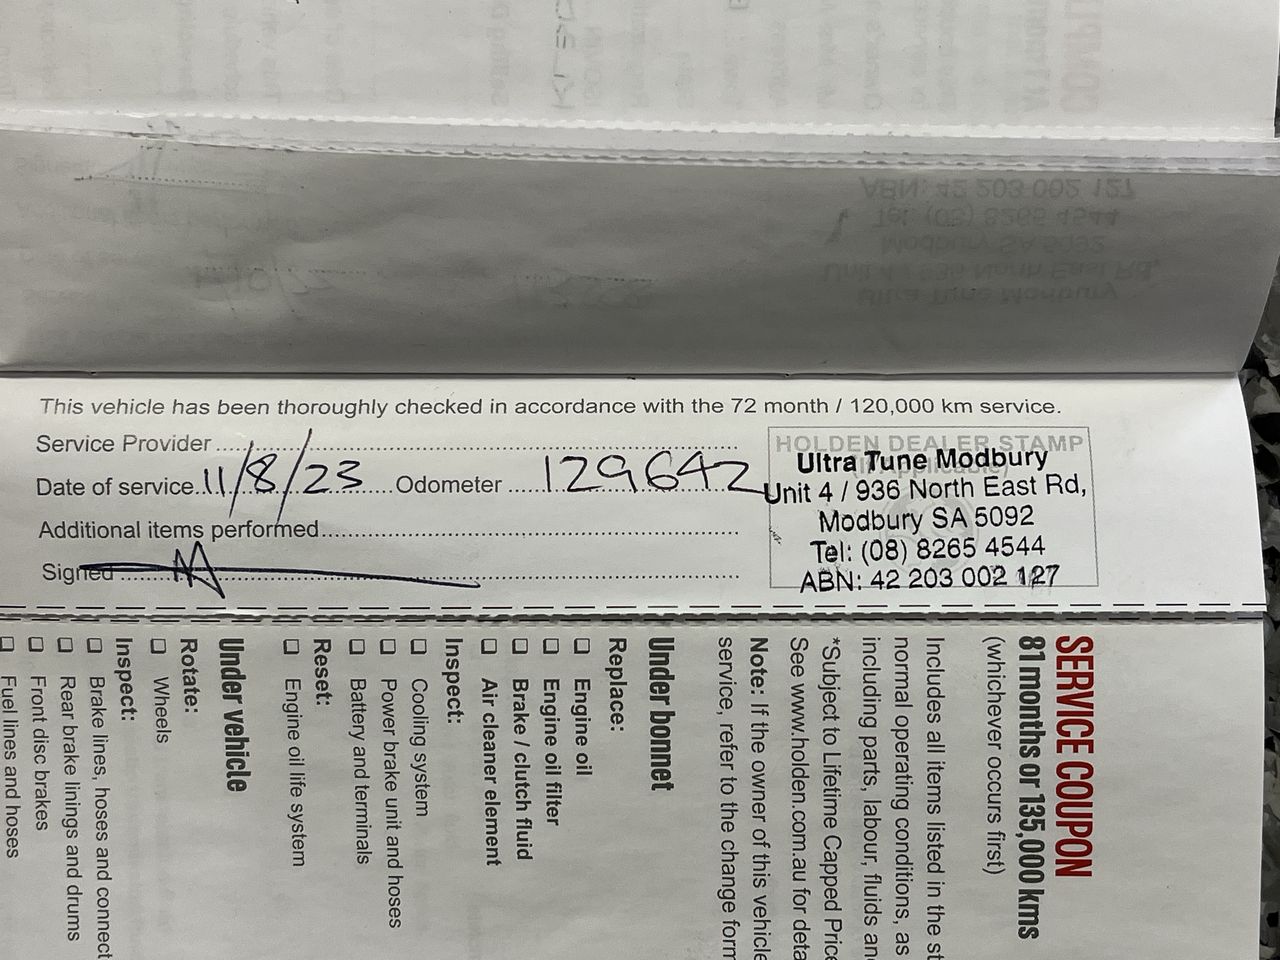 This vehicle has been thoroughly checked in accordance with the 72 month / 120,000 km service.
Service Provider
Date of service 11/8/23 Odometer 129642
Additional items performed
Signed
HOLDEN DEALER STAMP
Ultra Tune Modbury
Unit 4 / 936 North East Rd,
Modbury SA 5092
Tel: (08) 8265 4544
ABN: 42 203 002 127
SERVICE COUPON
81 months or 135,000 kms
(whichever occurs first)
Includes all items listed in the
normal operating conditions, as
including parts, labour, fluids
*Subject to Lifetime Capped
See www.holden.com.au for
Note: If the owner of this vehicle
service, refer to the change
Under bonnet
Replace:
Engine oil
Engine oil filter
Brake / clutch fluid
Air cleaner element
Inspect:
Cooling system
Power brake unit and hoses
Battery and terminals
Reset:
Engine oil life system
Under vehicle
Rotate:
Wheels
Inspect:
Brake lines, hoses and
Rear brake linings and drums
Front disc brakes
Fuel lines and hoses